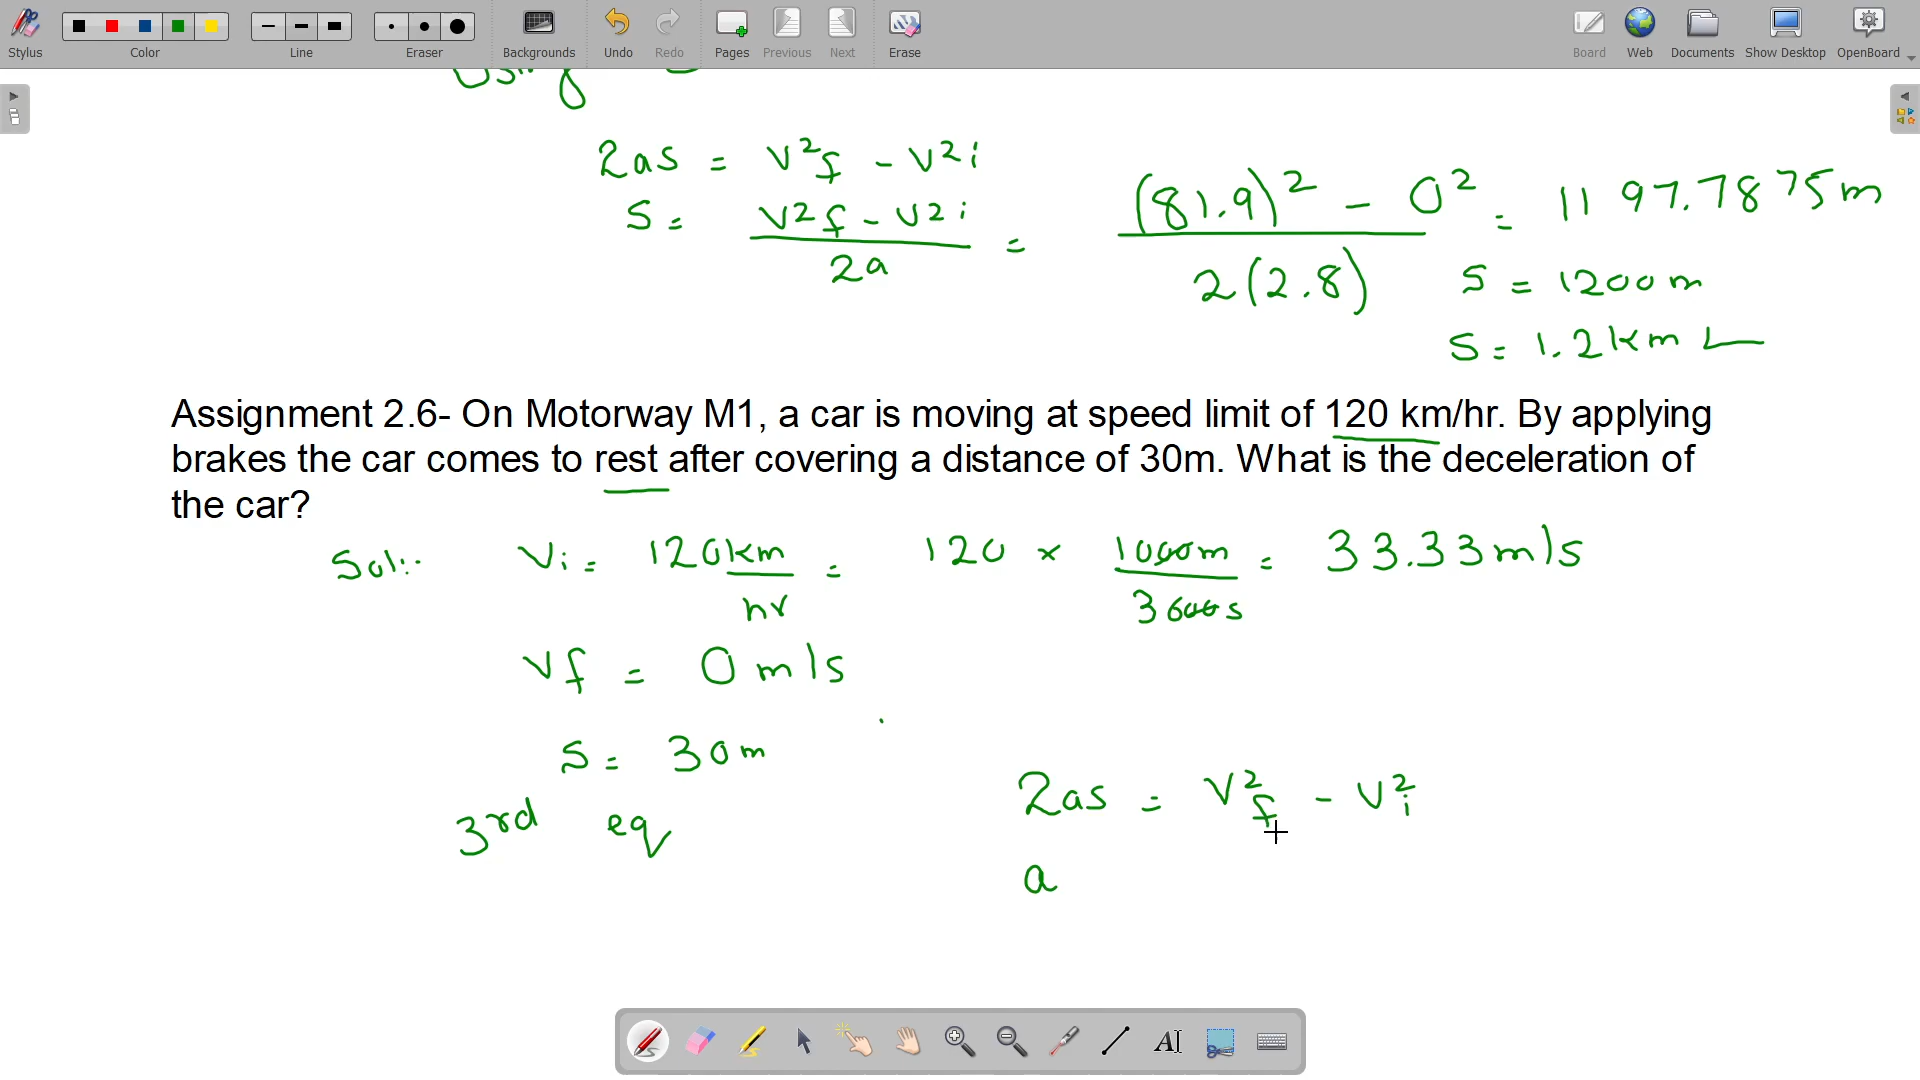 Stylus Color Line Eraser Backgrounds Undo Redo Pages Previous Next Erase Board Web Documents Show Desktop OpenBoard
Using
2as = v²f - v²i
S = v²f - v²i / 2a = (81.9)² - 0² / 2(2.8) = 1197.7875m
S = 1200m
S = 1.2km
Assignment 2.6- On Motorway M1, a car is moving at speed limit of 120 km/hr. By applying
brakes the car comes to rest after covering a distance of 30m. What is the deceleration of
the car?
Sol:- Vi = 120km/hr = 120 × 1000m/3600s = 33.33m/s
Vf = 0m/s
S = 30m
3rd eq 2as = v²f - v²i
a